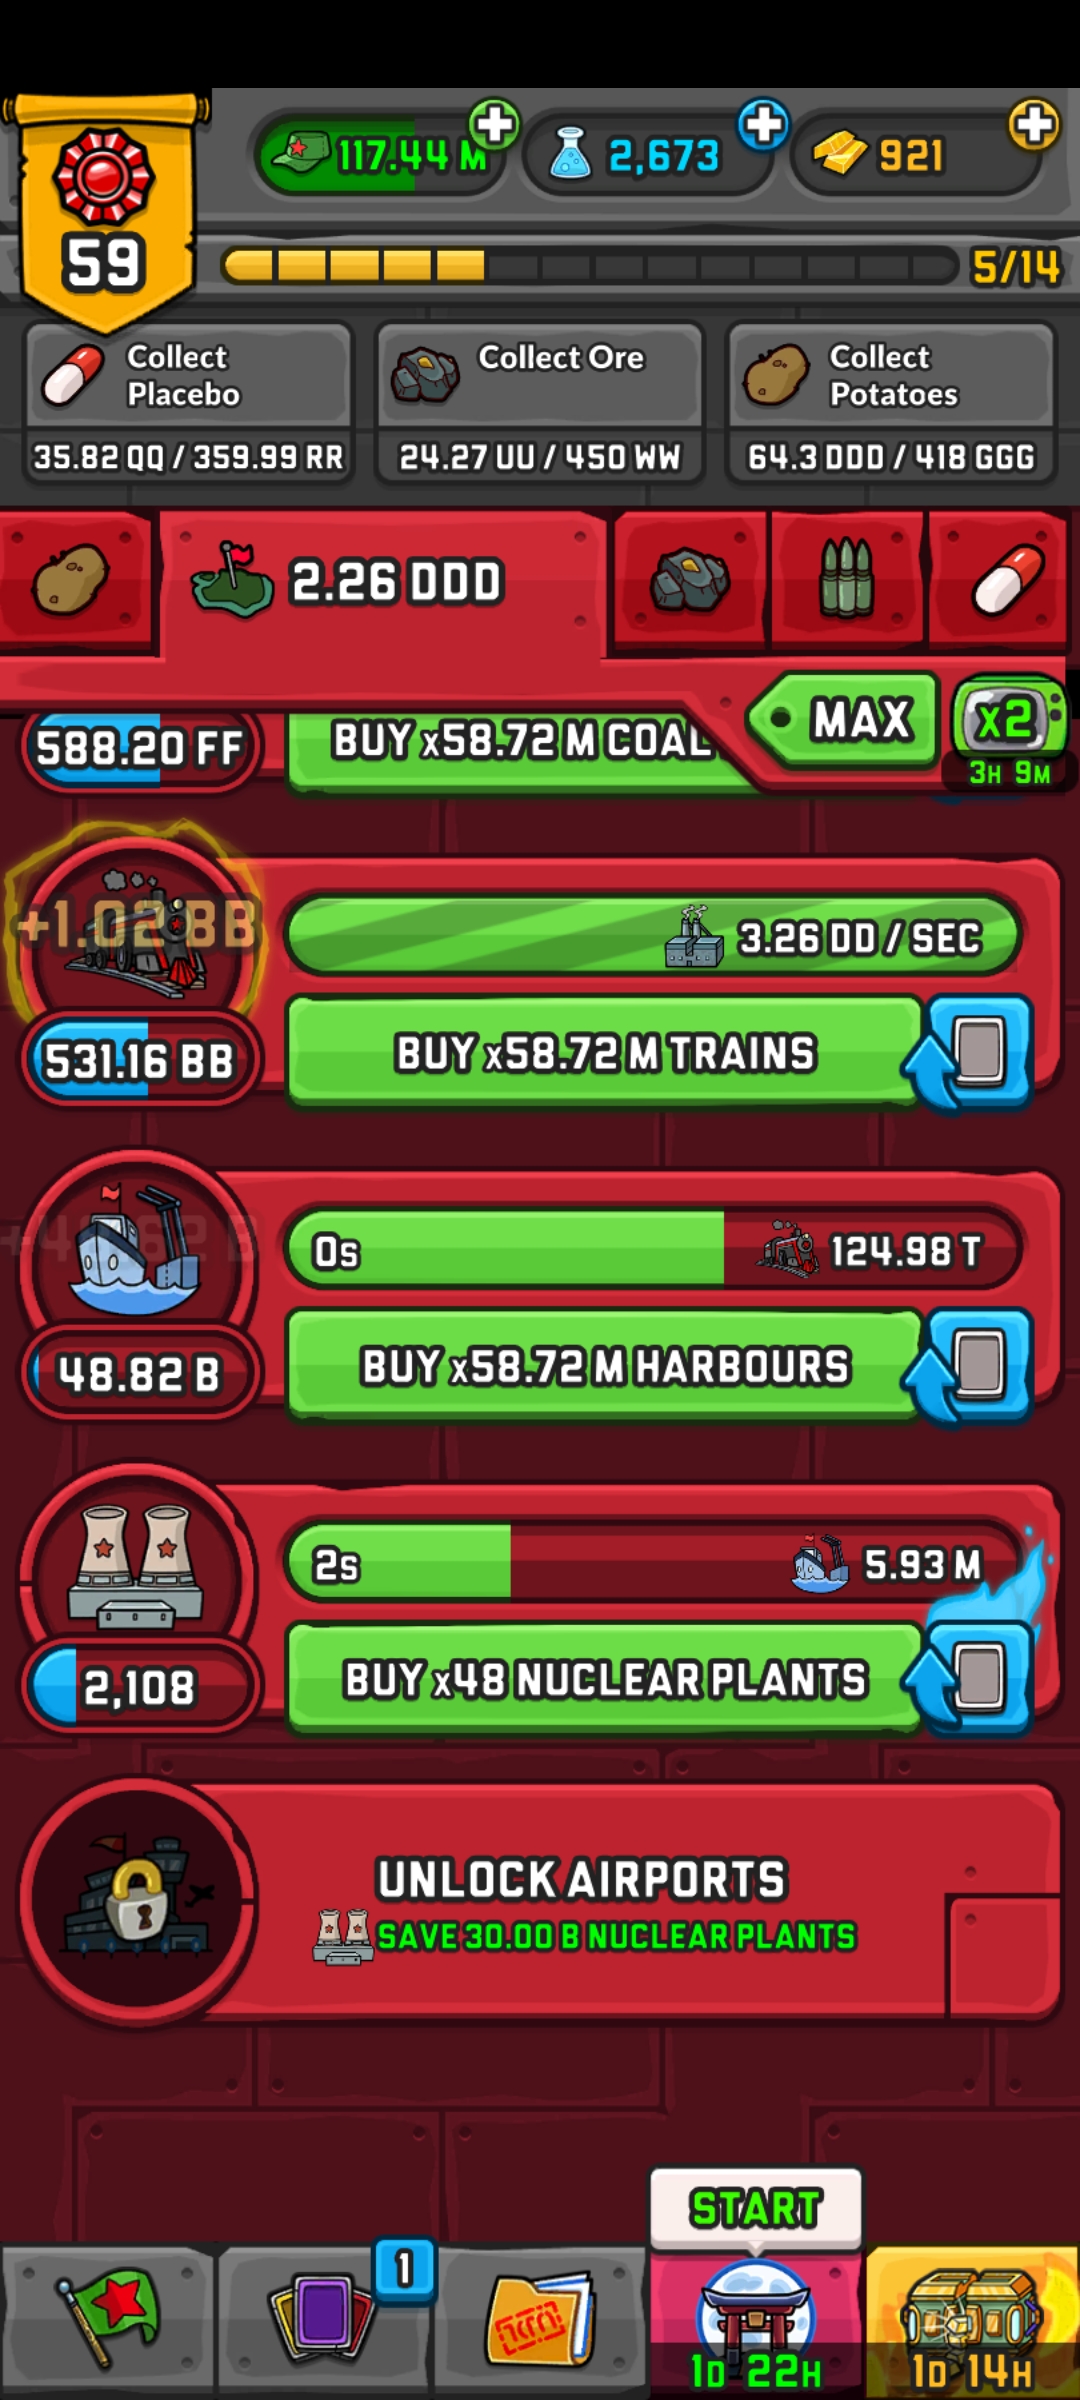 117.44 M
2,673
921
59
5/14
Collect
Placebo
35.82 QQ / 359.99 RR
Collect Ore
24.27 UU / 450 WW
Collect
Potatoes
64.3 DDD / 418 GGG
2.26 DDD
MAX
x2
3H 9M
588.20 FF
BUY x58.72 M COAL
+1.02 BB
3.26 DD / SEC
531.16 BB
BUY x58.72 M TRAINS
0s
124.98 T
48.82 B
BUY x58.72 M HARBOURS
2s
5.93 M
2,108
BUY x48 NUCLEAR PLANTS
UNLOCK AIRPORTS
SAVE 30.00 B NUCLEAR PLANTS
START
1
1D 22H
1D 14H